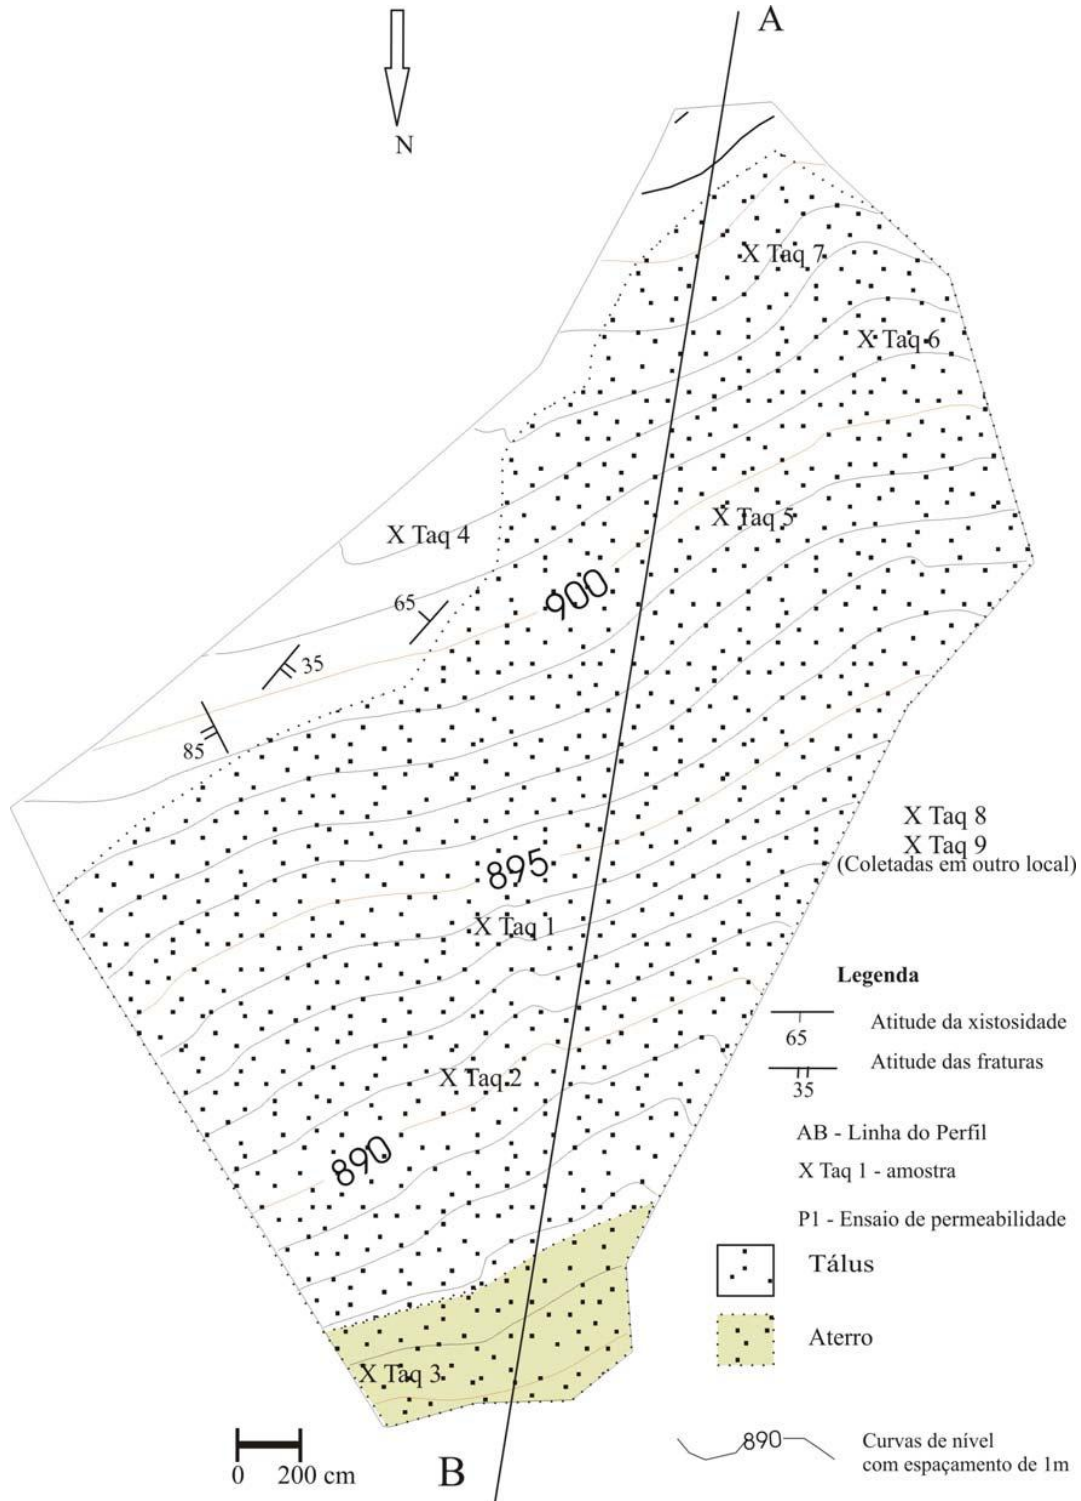 A
N
X Taq 7
X Taq 6
X Taq 5
X Taq 4
65
900
35
85
X Taq 8
X Taq 9
(Coletadas em outro local)
895
X Taq 1
X Taq 2
890
X Taq 3
B
0 200 cm
Legenda
65 Atitude da xistosidade
35 Atitude das fraturas
AB - Linha do Perfil
X Taq 1 - amostra
P1 - Ensaio de permeabilidade
Tálus
Aterro
890 Curvas de nível
com espaçamento de 1m